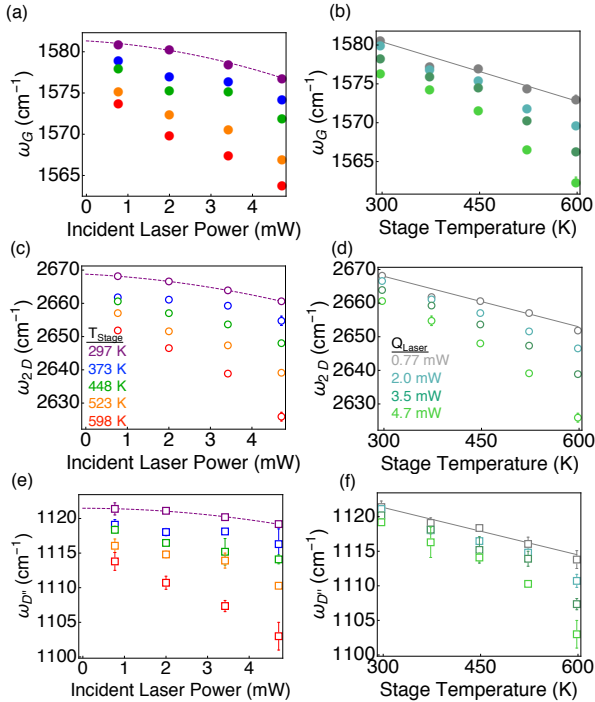 (a)
ω_G (cm⁻¹)
1580
1575
1570
1565
0 1 2 3 4
Incident Laser Power (mW)
(b)
ω_G (cm⁻¹)
1580
1575
1570
1565
300 450 600
Stage Temperature (K)
(c)
ω_2D (cm⁻¹)
2670
2660
2650
2640
2630
T_Stage
297 K
373 K
448 K
523 K
598 K
0 1 2 3 4
Incident Laser Power (mW)
(d)
ω_2D (cm⁻¹)
2670
2660
2650
2640
2630
Q_Laser
0.77 mW
2.0 mW
3.5 mW
4.7 mW
300 450 600
Stage Temperature (K)
(e)
ω_D" (cm⁻¹)
1120
1115
1110
1105
1100
0 1 2 3 4
Incident Laser Power (mW)
(f)
ω_D" (cm⁻¹)
1120
1115
1110
1105
1100
300 450 600
Stage Temperature (K)